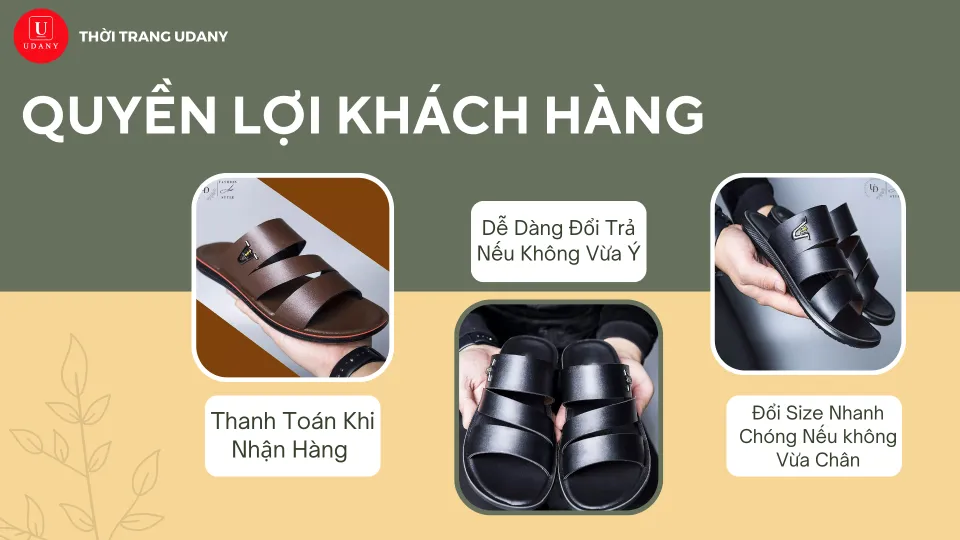 U
UDANY
THỜI TRANG UDANY
QUYỀN LỢI KHÁCH HÀNG
Dễ Dàng Đổi Trả
Nếu Không Vừa Ý
Thanh Toán Khi
Nhận Hàng
Đổi Size Nhanh
Chóng Nếu không
Vừa Chân